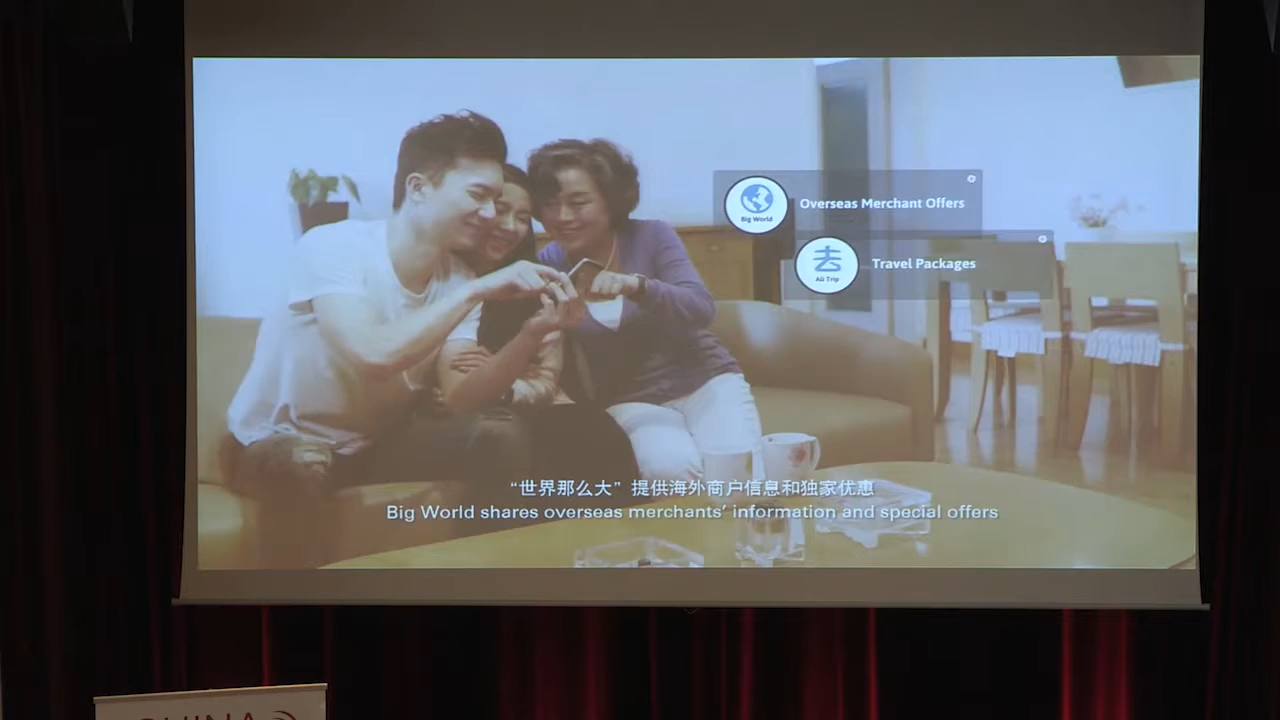 Big World
Overseas Merchant Offers
去
Ali Trip
Travel Packages
“世界那么大”提供海外商户信息和独家优惠
Big World shares overseas merchants’ information and special offers
CHINA